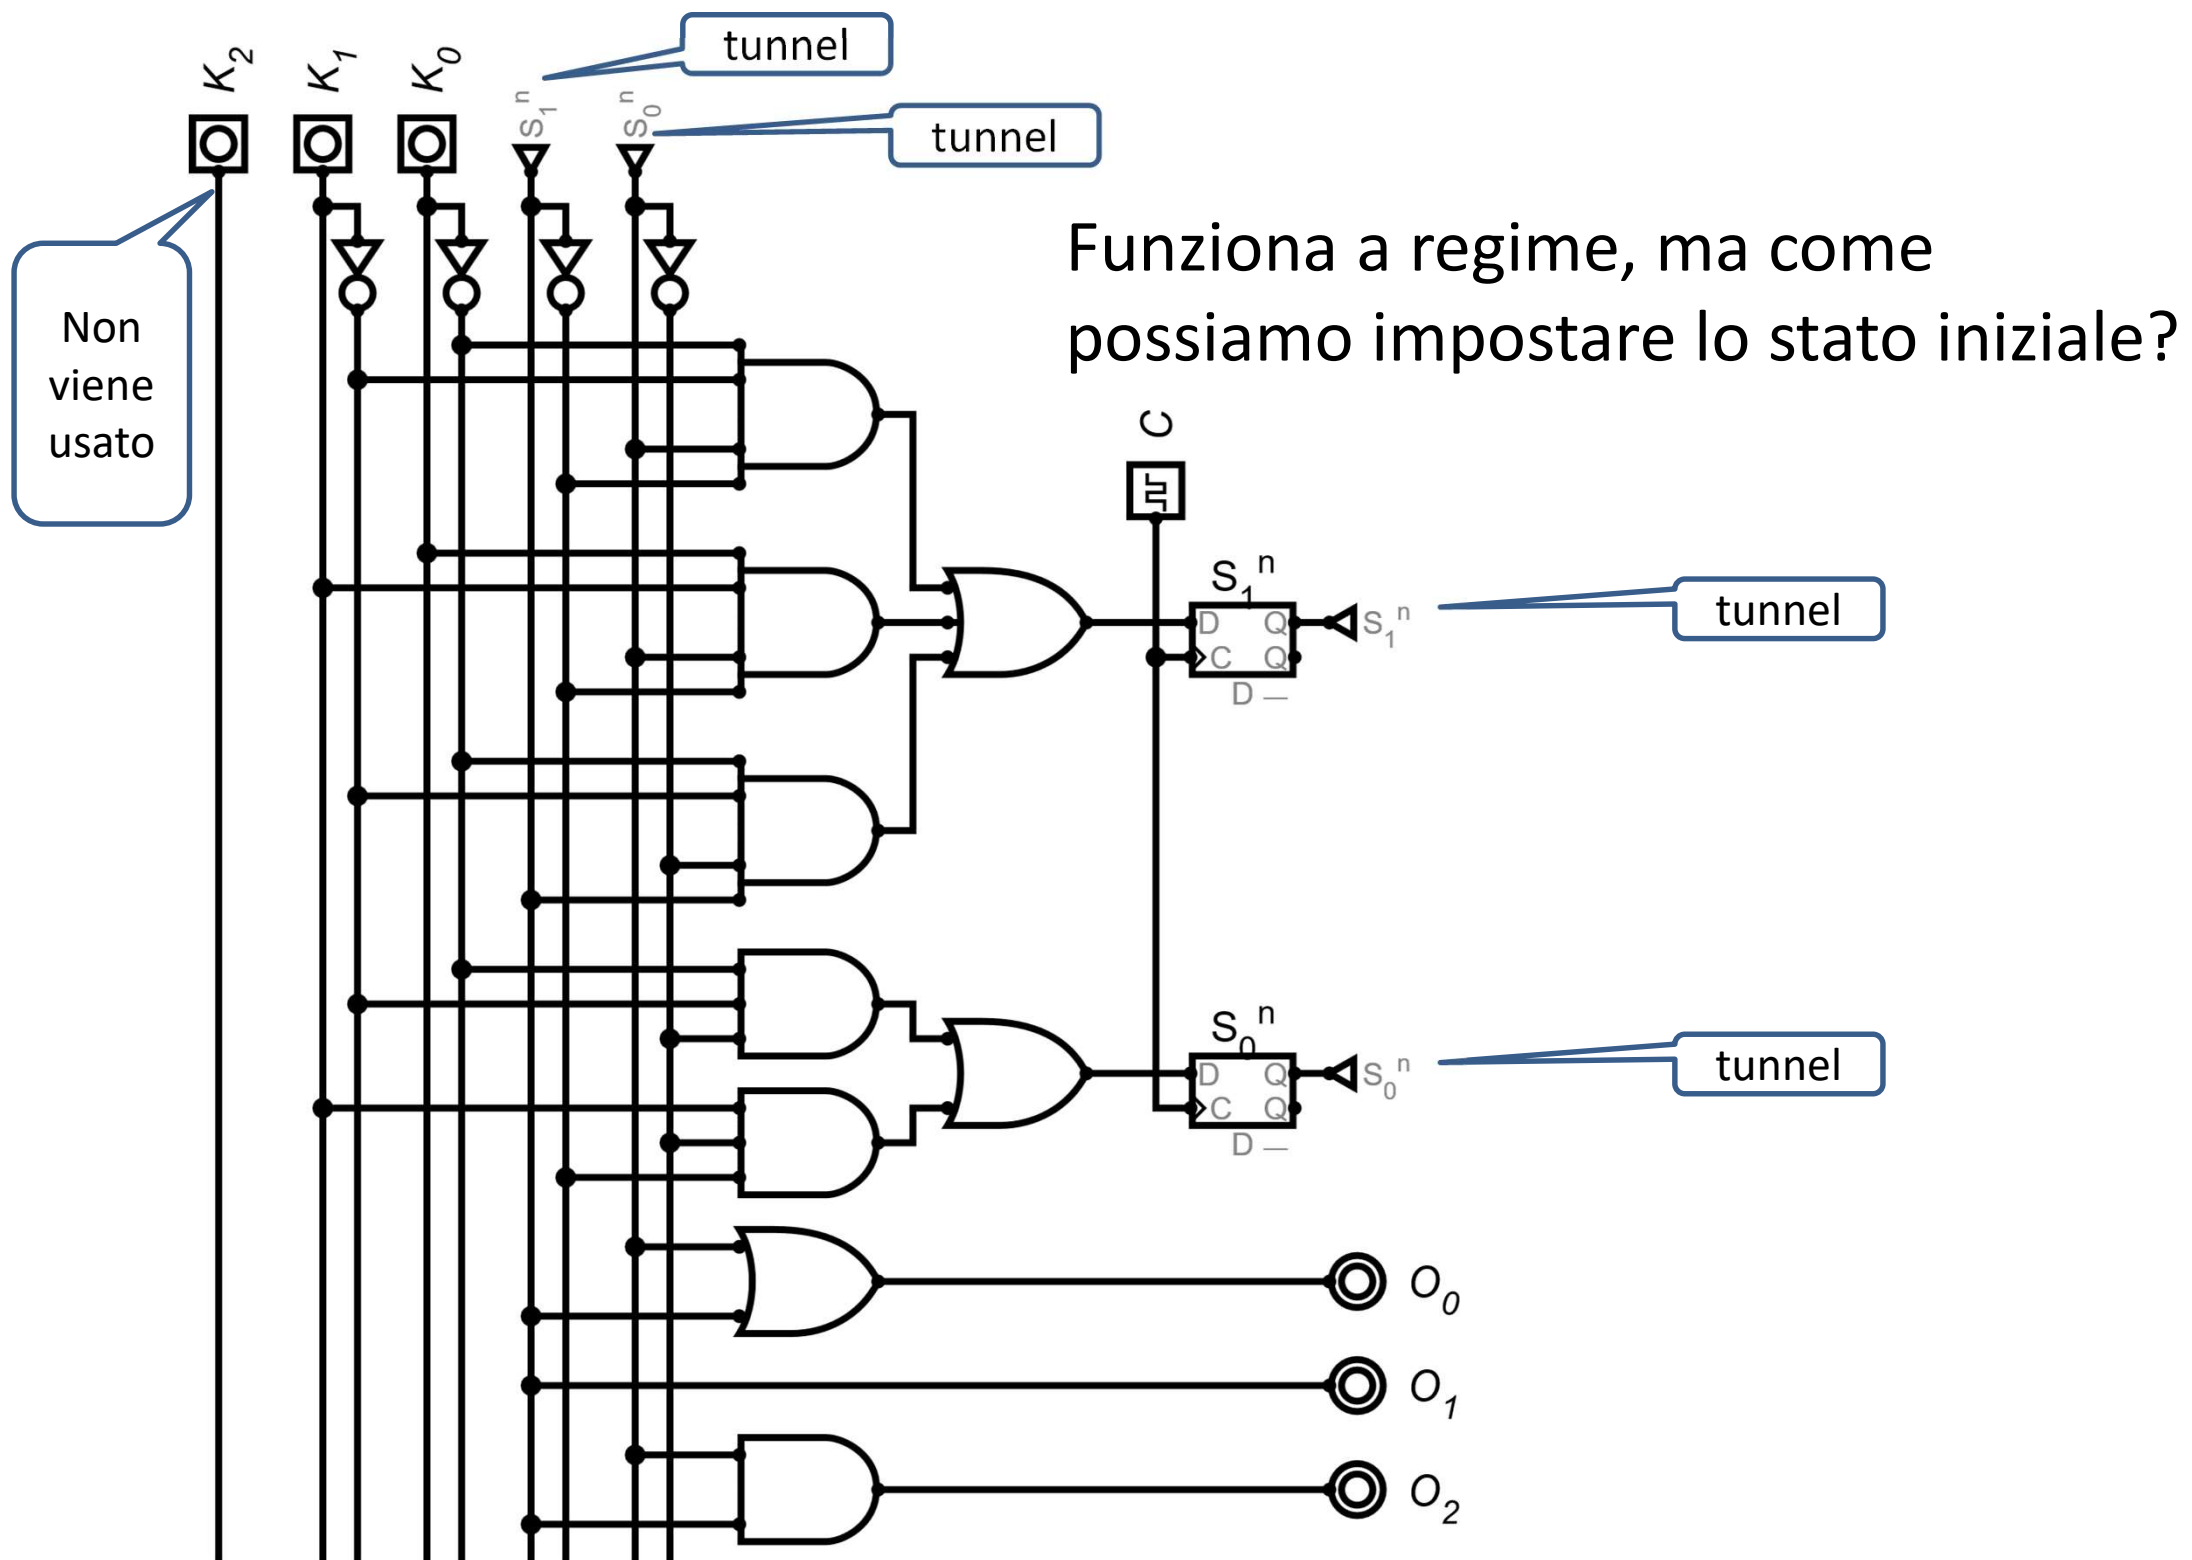 tunnel
K2
K1
K0
S1n
S0n
tunnel
Non
viene
usato
Funziona a regime, ma come
possiamo impostare lo stato iniziale?
C
S1n
D Q
C Q
D
S1n
tunnel
S0n
D Q
C Q
D
S0n
tunnel
O0
O1
O2